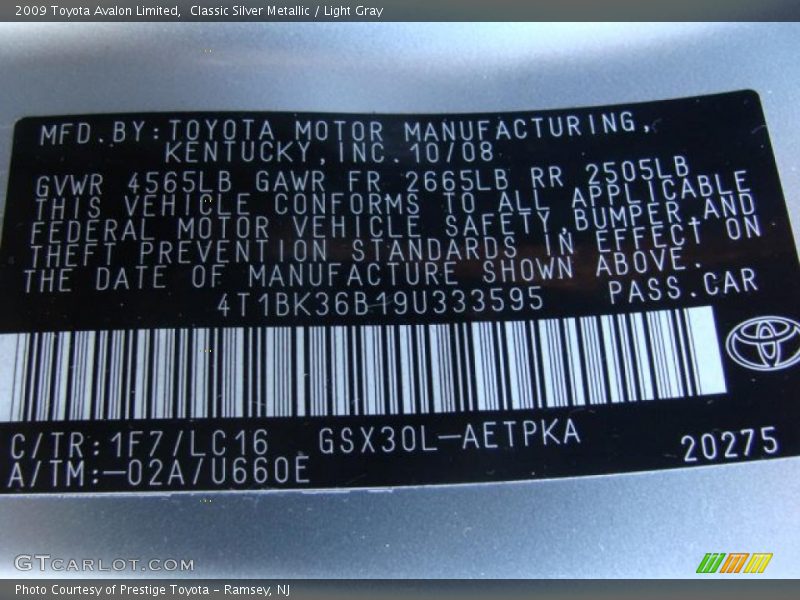 2009 Toyota Avalon Limited,  Classic Silver Metallic / Light Gray
MFD.BY:TOYOTA MOTOR MANUFACTURING,
KENTUCKY,INC.10/08
GVWR 4565LB GAWR FR 2665LB RR 2505LB
THIS VEHICLE CONFORMS TO ALL APPLICABLE
FEDERAL MOTOR VEHICLE SAFETY,BUMPER,AND
THEFT PREVENTION STANDARDS IN EFFECT ON
THE DATE OF MANUFACTURE SHOWN ABOVE.
4T1BK36B19U333595 PASS.CAR
C/TR:1F7/LC16 GSX30L-AETPKA
A/TM:-02A/U660E 20275
GTCARLOT.COM
Photo Courtesy of Prestige Toyota - Ramsey, NJ